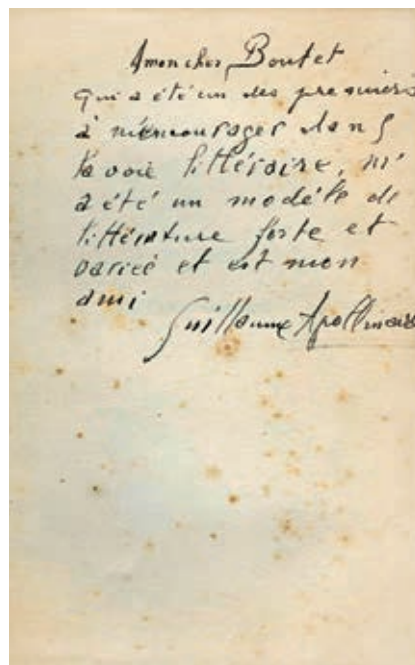 A mon cher Boutet
qui a été un des premiers
à m'encourager dans
la voie littéraire, m'
a été un modèle de
littérature forte et
variée et est mon
ami
Guillaume Apollinaire